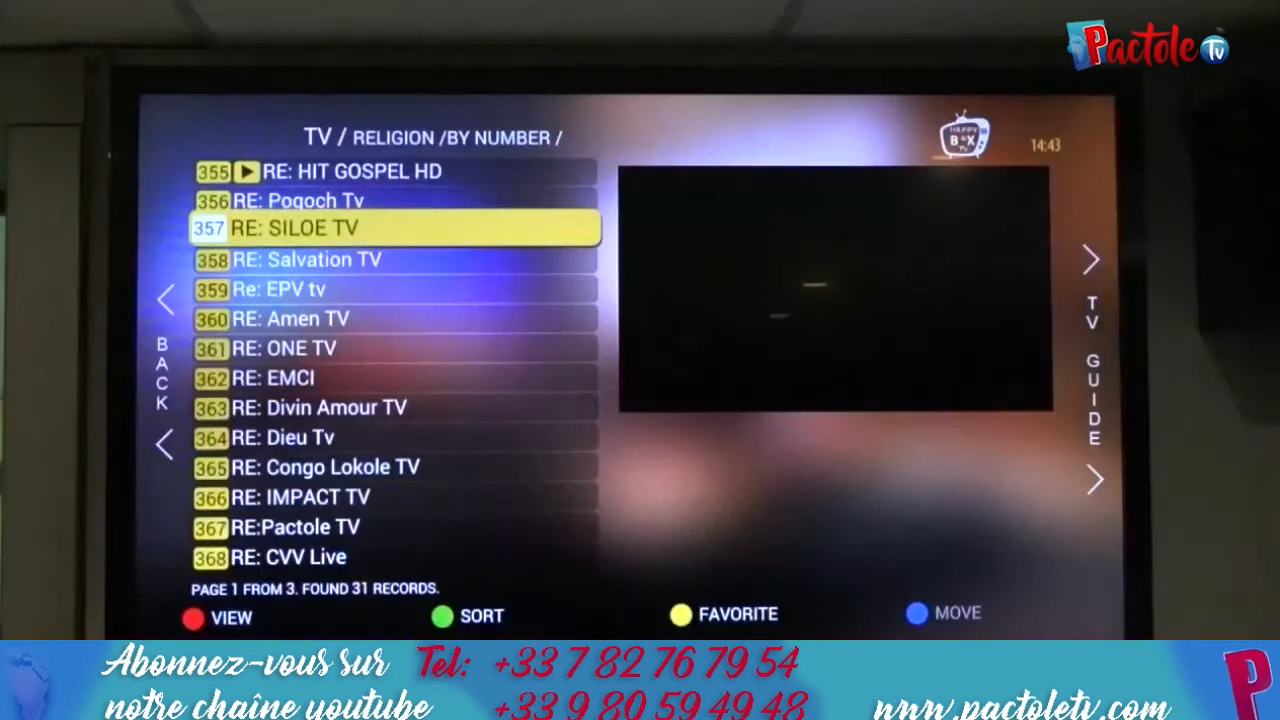 Pactole Tv
TV / RELIGION /BY NUMBER /
HAPPY
B X
TV
14:43
355 RE: HIT GOSPEL HD
356 RE: Pogoch Tv
357 RE: SILOE TV
358 RE: Salvation TV
359 Re: EPV tv
360 RE: Amen TV
361 RE: ONE TV
362 RE: EMCI
363 RE: Divin Amour TV
364 RE: Dieu Tv
365 RE: Congo Lokole TV
366 RE: IMPACT TV
367 RE:Pactole TV
368 RE: CVV Live
BACK
TV GUIDE
PAGE 1 FROM 3. FOUND 31 RECORDS.
VIEW SORT FAVORITE MOVE
Abonnez-vous sur Tel: +33 7 82 76 79 54
notre chaîne youtube +33 9 80 59 49 48 www.pactoletv.com
P